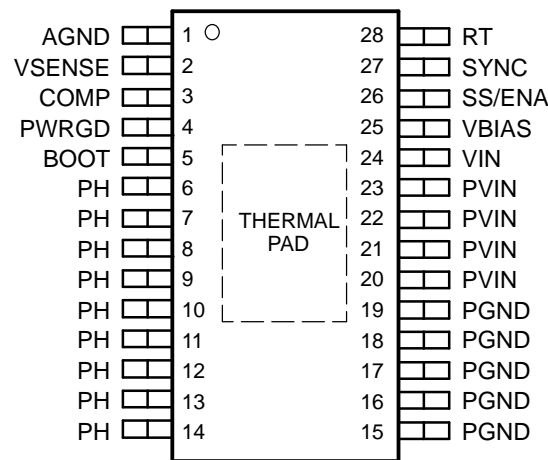 AGND 1 28 RT
VSENSE 2 27 SYNC
COMP 3 26 SS/ENA
PWRGD 4 25 VBIAS
BOOT 5 24 VIN
PH 6 23 PVIN
PH 7 22 PVIN
PH 8 21 PVIN
PH 9 20 PVIN
PH 10 19 PGND
PH 11 18 PGND
PH 12 17 PGND
PH 13 16 PGND
PH 14 15 PGND
THERMAL
PAD